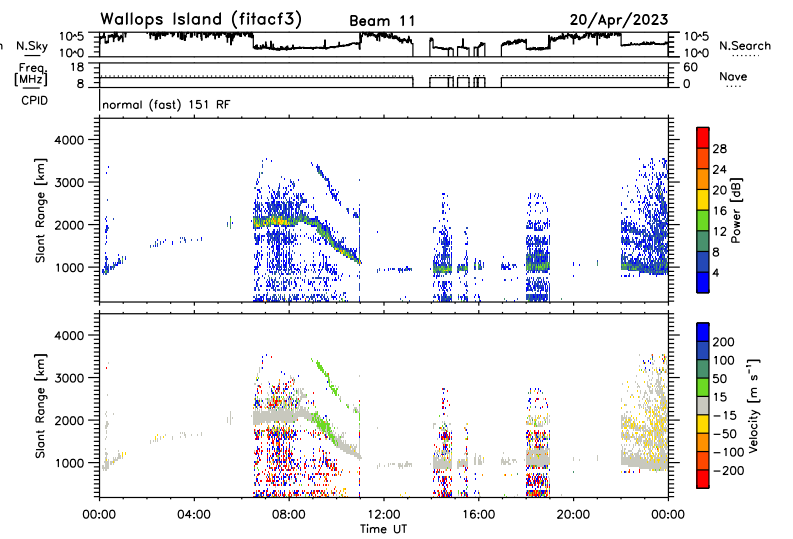 Wallops Island (fitacf3) Beam 11 20/Apr/2023
n N.Sky 10^5 10^0 10^5 10^0 N.Search
Freq. [MHz] 18 8 60 0 Nave
CPID normal (fast) 151 RF
Slant Range [km]
4000
3000
2000
1000
28
24
20
16
12
8
4
Power [dB]
Slant Range [km]
4000
3000
2000
1000
200
100
50
15
-15
-50
-100
-200
Velocity [m s^-1]
00:00 04:00 08:00 12:00 16:00 20:00 00:00
Time UT